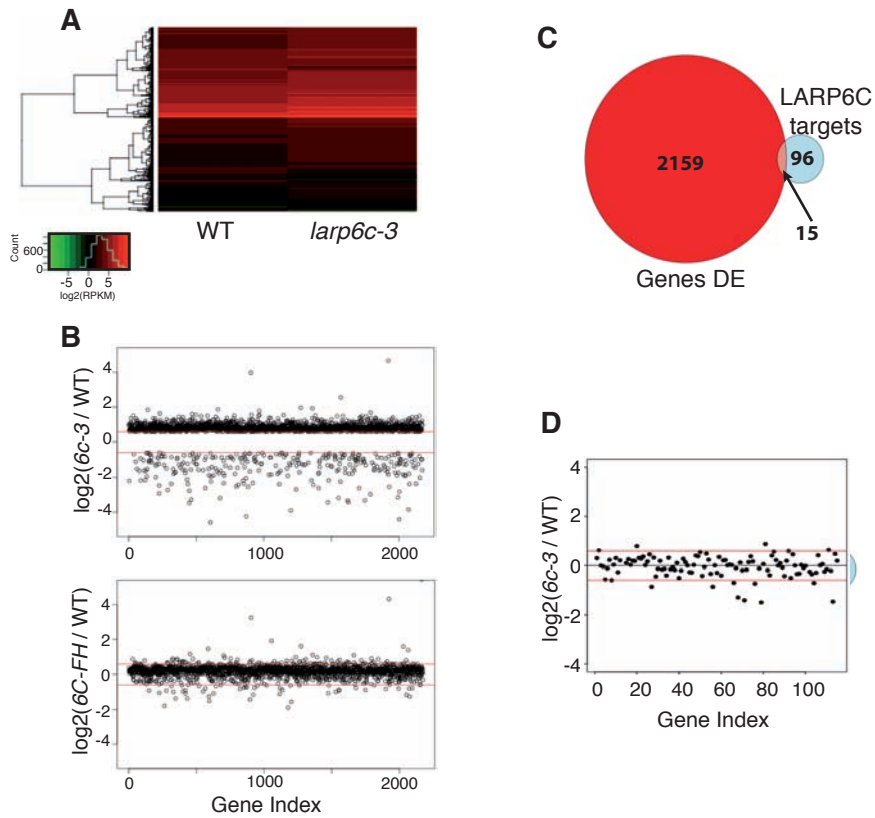 A
WT
larp6c-3
Count
600
0
-5 0 5
log2(RPKM)
B
log2(6c-3 / WT)
4
2
0
-2
-4
0 1000 2000
log2(6C-FH / WT)
4
2
0
-2
-4
0 1000 2000
Gene Index
C
LARP6C
targets
2159
96
15
Genes DE
D
log2(6c-3 / WT)
4
2
0
-2
-4
0 20 40 60 80 100
Gene Index